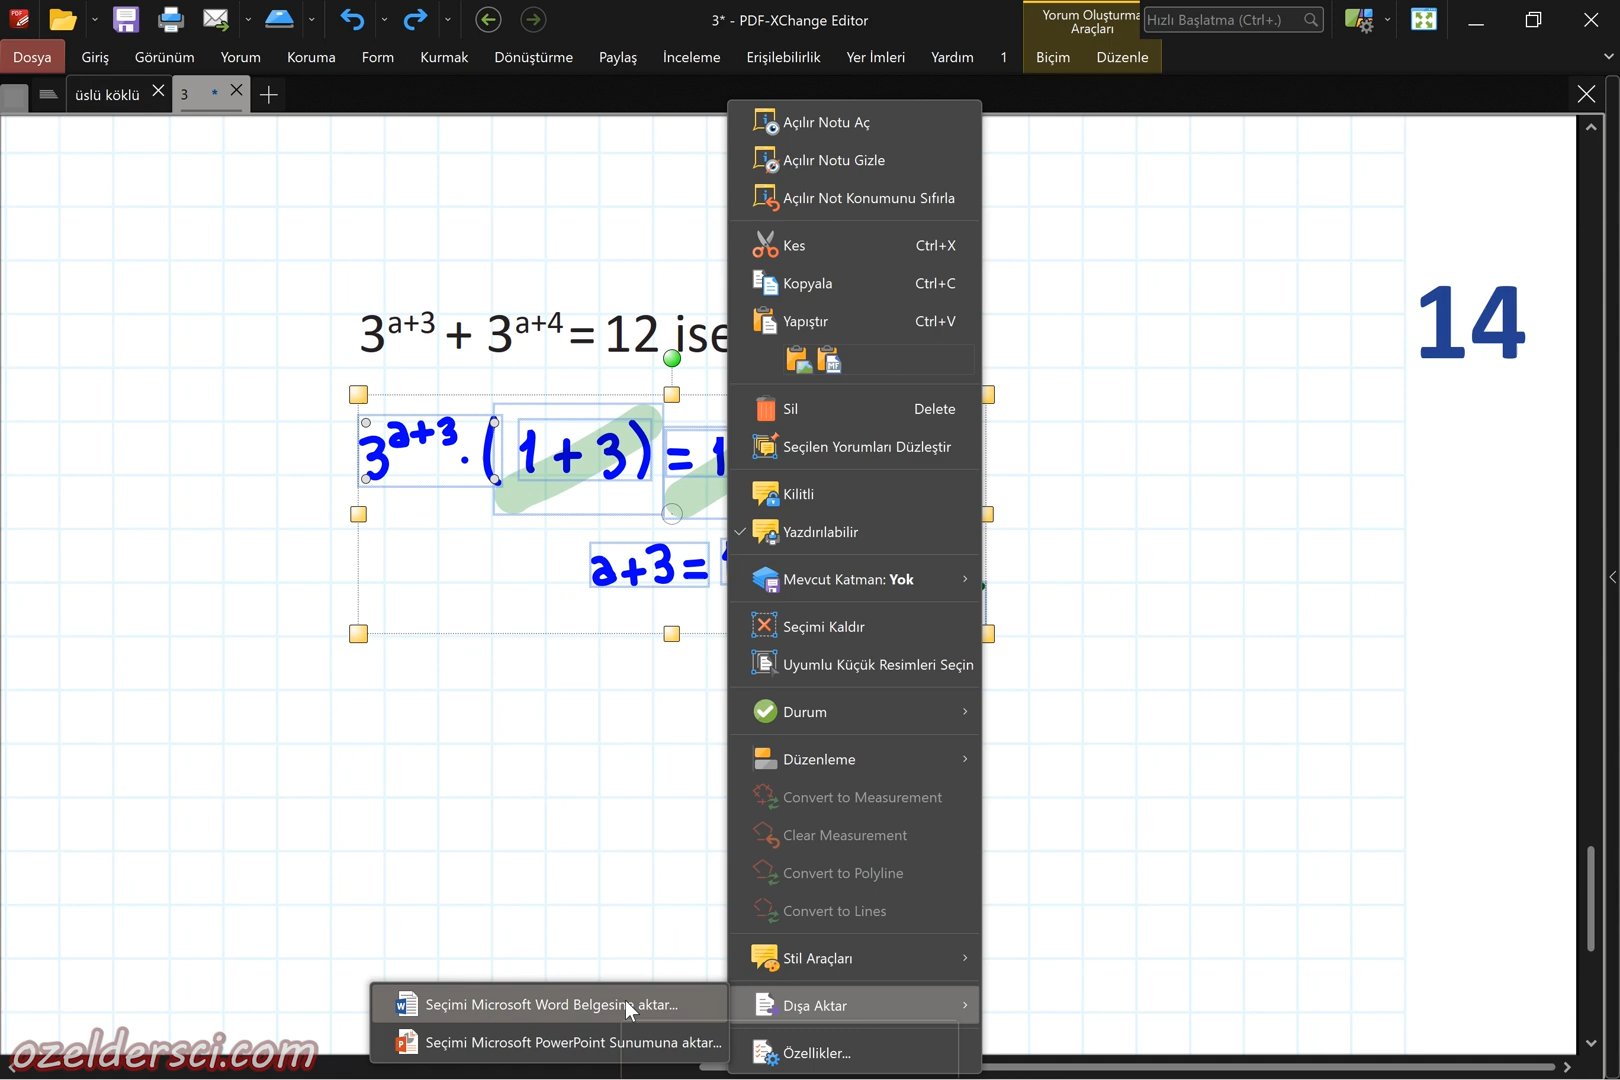 3* - PDF-XChange Editor
Yorum Oluşturma
Araçları
Hızlı Başlatma (Ctrl+.)
Dosya Giriş Görünüm Yorum Koruma Form Kurmak Dönüştürme Paylaş İnceleme Erişilebilirlik Yer İmleri Yardım 1 Biçim Düzenle
üslü köklü 3 *
Açılır Notu Aç
Açılır Notu Gizle
Açılır Not Konumunu Sıfırla
Kes Ctrl+X
Kopyala Ctrl+C
Yapıştır Ctrl+V
Sil Delete
Seçilen Yorumları Düzleştir
Kilitli
Yazdırılabilir
Mevcut Katman: Yok
Seçimi Kaldır
Uyumlu Küçük Resimleri Seçin
Durum
Düzenleme
Convert to Measurement
Clear Measurement
Convert to Polyline
Convert to Lines
Stil Araçları
Dışa Aktar
Özellikler...
Seçimi Microsoft Word Belgesine aktar...
Seçimi Microsoft PowerPoint Sunumuna aktar...
3^(a+3) + 3^(a+4) = 12 ise
14
3^(a+3) · (1+3) = 1
a+3=
ozeldersci.com